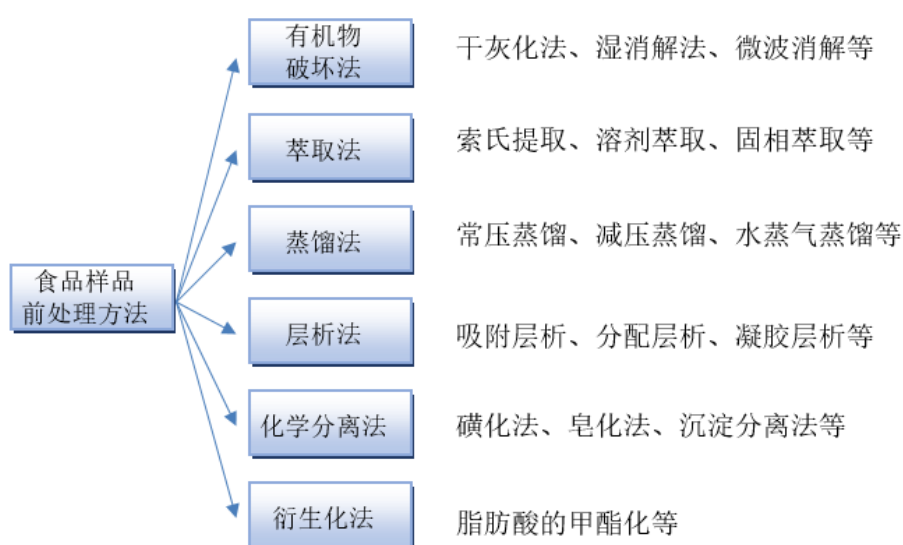 有机物
破坏法
干灰化法、湿消解法、微波消解等
萃取法
索氏提取、溶剂萃取、固相萃取等
蒸馏法
常压蒸馏、减压蒸馏、水蒸气蒸馏等
食品样品
前处理方法
层析法
吸附层析、分配层析、凝胶层析等
化学分离法
磺化法、皂化法、沉淀分离法等
衍生化法
脂肪酸的甲酯化等